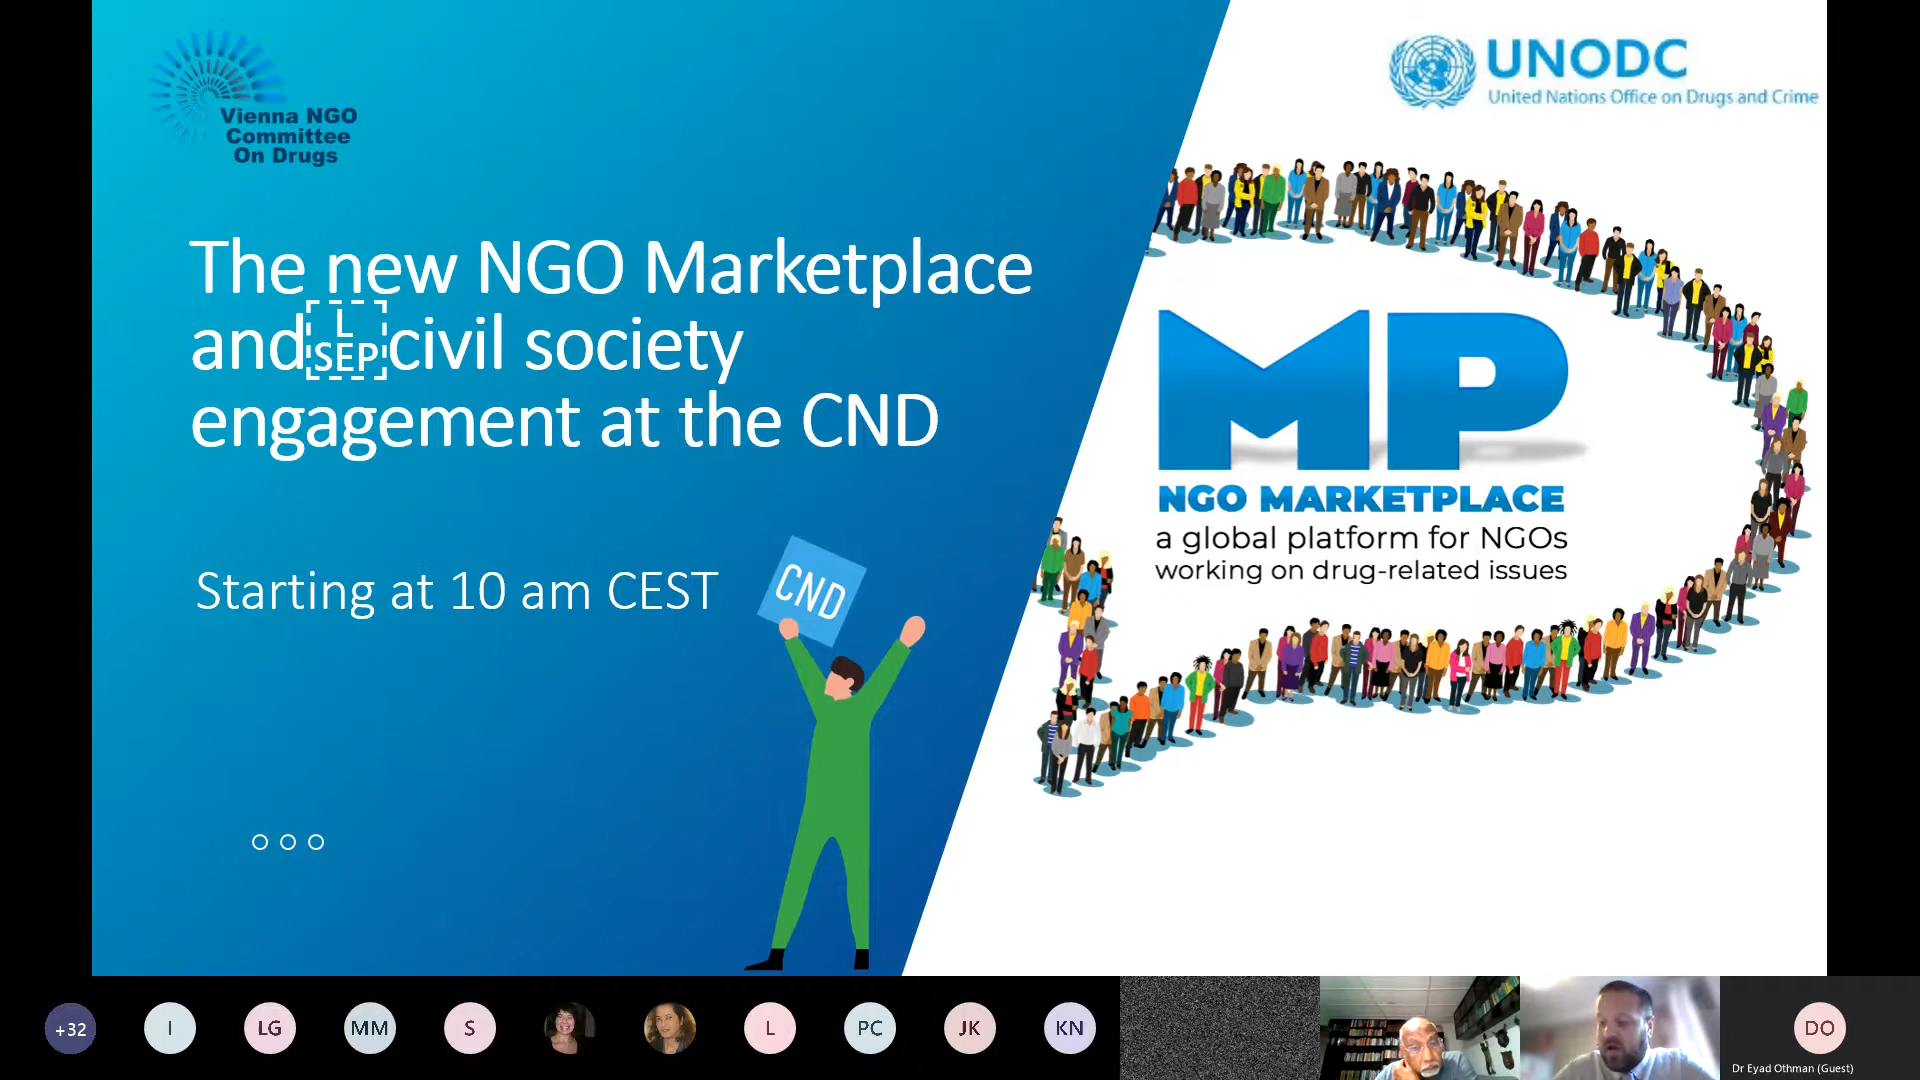 Vienna NGO
Committee
On Drugs
UNODC
United Nations Office on Drugs and Crime
The new NGO Marketplace
and L SEP civil society
engagement at the CND
Starting at 10 am CEST
CND
MP
NGO MARKETPLACE
a global platform for NGOs
working on drug-related issues
+32
I
LG
MM
S
L
PC
JK
KN
DO
Dr Eyad Othman (Guest)